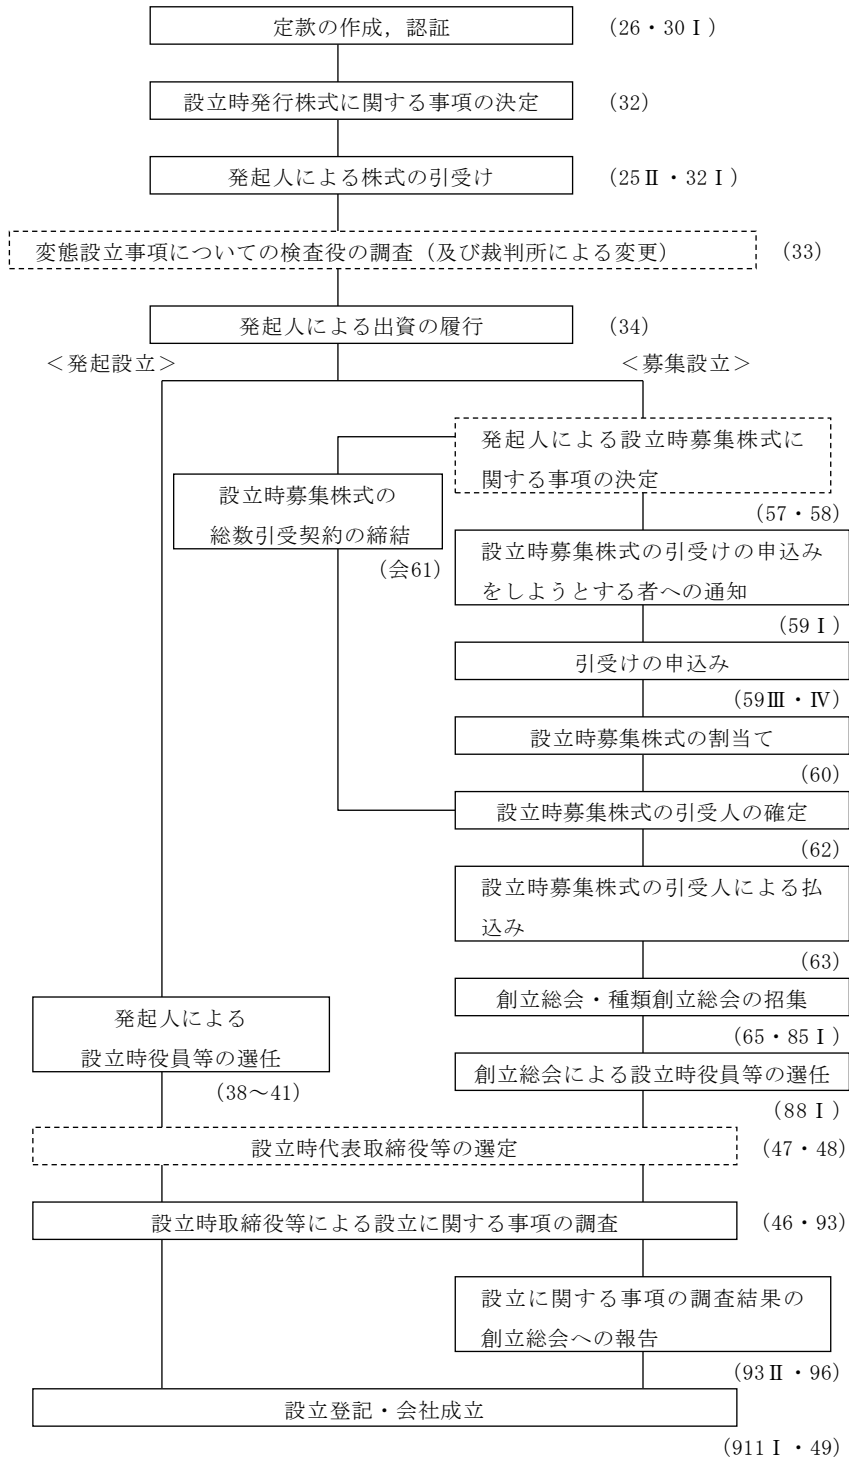 定款の作成，認証
（26・30Ⅰ）
設立時発行株式に関する事項の決定
（32）
発起人による株式の引受け
（25Ⅱ・32Ⅰ）
変態設立事項についての検査役の調査（及び裁判所による変更）
（33）
発起人による出資の履行
（34）
＜発起設立＞
＜募集設立＞
発起人による設立時募集株式に
関する事項の決定
（57・58）
設立時募集株式の
総数引受契約の締結
（会61）
設立時募集株式の引受けの申込み
をしようとする者への通知
（59Ⅰ）
引受けの申込み
（59Ⅲ・Ⅳ）
設立時募集株式の割当て
（60）
設立時募集株式の引受人の確定
（62）
設立時募集株式の引受人による払
込み
（63）
創立総会・種類創立総会の招集
（65・85Ⅰ）
発起人による
設立時役員等の選任
（38～41）
創立総会による設立時役員等の選任
（88Ⅰ）
設立時代表取締役等の選定
（47・48）
設立時取締役等による設立に関する事項の調査
（46・93）
設立に関する事項の調査結果の
創立総会への報告
（93Ⅱ・96）
設立登記・会社成立
（911Ⅰ・49）